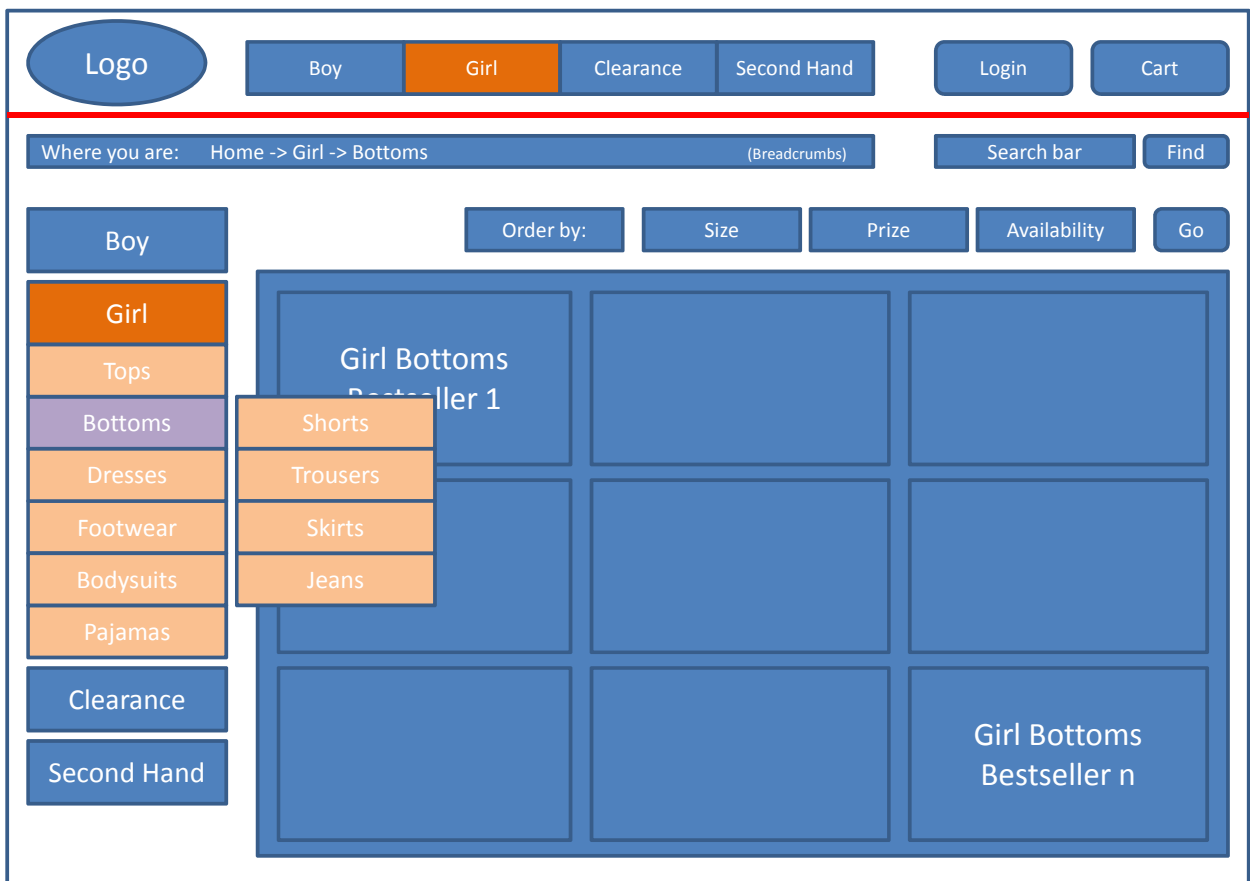 Logo
Boy
Girl
Clearance
Second Hand
Login
Cart
Where you are: Home -> Girl -> Bottoms (Breadcrumbs)
Search bar
Find
Order by:
Size
Prize
Availability
Go
Boy
Girl
Tops
Bottoms
Dresses
Footwear
Bodysuits
Pajamas
Clearance
Second Hand
Shorts
Trousers
Skirts
Jeans
Girl Bottoms
Bestseller 1
Girl Bottoms
Bestseller n